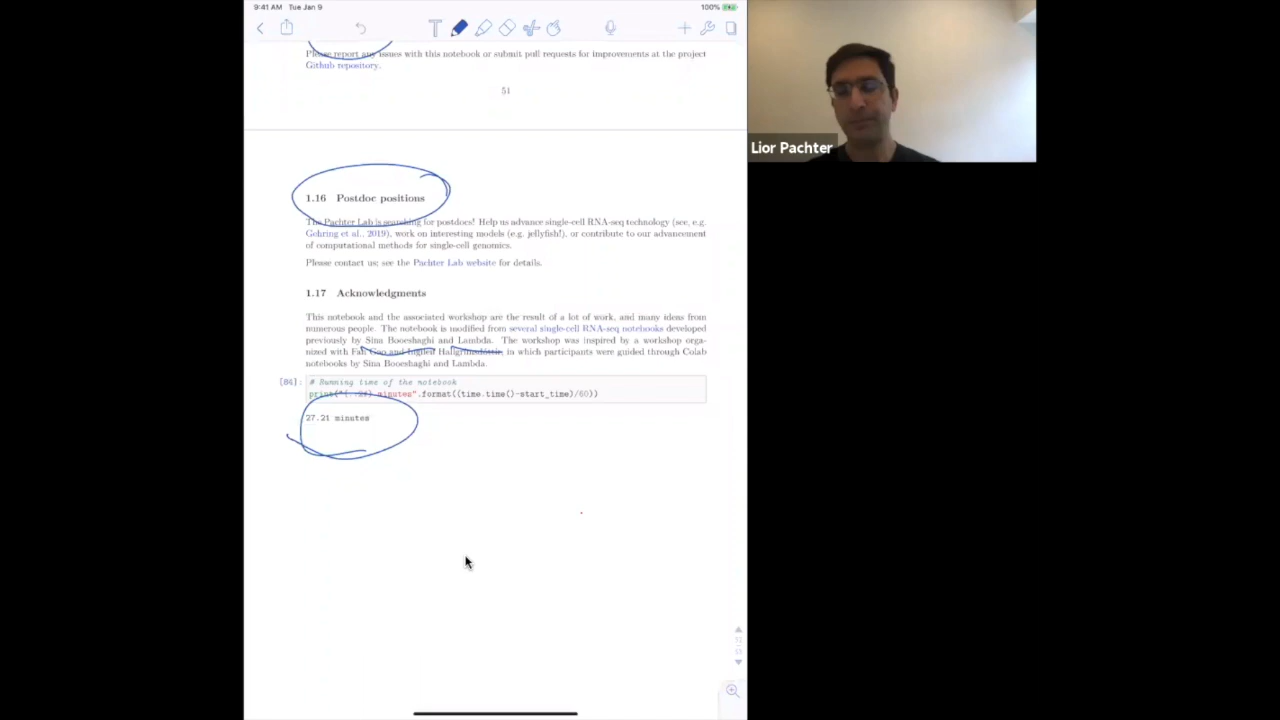 9:41 AM Tue Jan 9
100%
Please report any issues with this notebook or submit pull requests for improvements at the project
Github repository.
51
Lior Pachter
1.16 Postdoc positions
The Pachter Lab is searching for postdocs! Help us advance single-cell RNA-seq technology (see, e.g.
Gehring et al., 2019), work on interesting models (e.g. jellyfish!), or contribute to our advancement
of computational methods for single-cell genomics.
Please contact us; see the Pachter Lab website for details.
1.17 Acknowledgments
This notebook and the associated workshop are the result of a lot of work, and many ideas from
numerous people. The notebook is modified from several single-cell RNA-seq notebooks developed
previously by Sina Booeshaghi and Lambda. The workshop was inspired by a workshop orga-
nized with Fan Gao and Ingileif Hallgrímsdóttir, in which participants were guided through Colab
notebooks by Sina Booeshaghi and Lambda.
[84]: # Running time of the notebook
minutes".format((time.time()-start_time)/60))
27.21 minutes